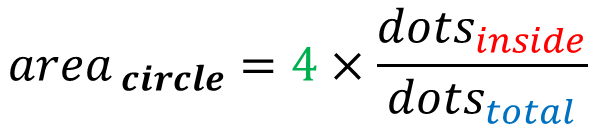 area circle = 4 × dots inside
dots total